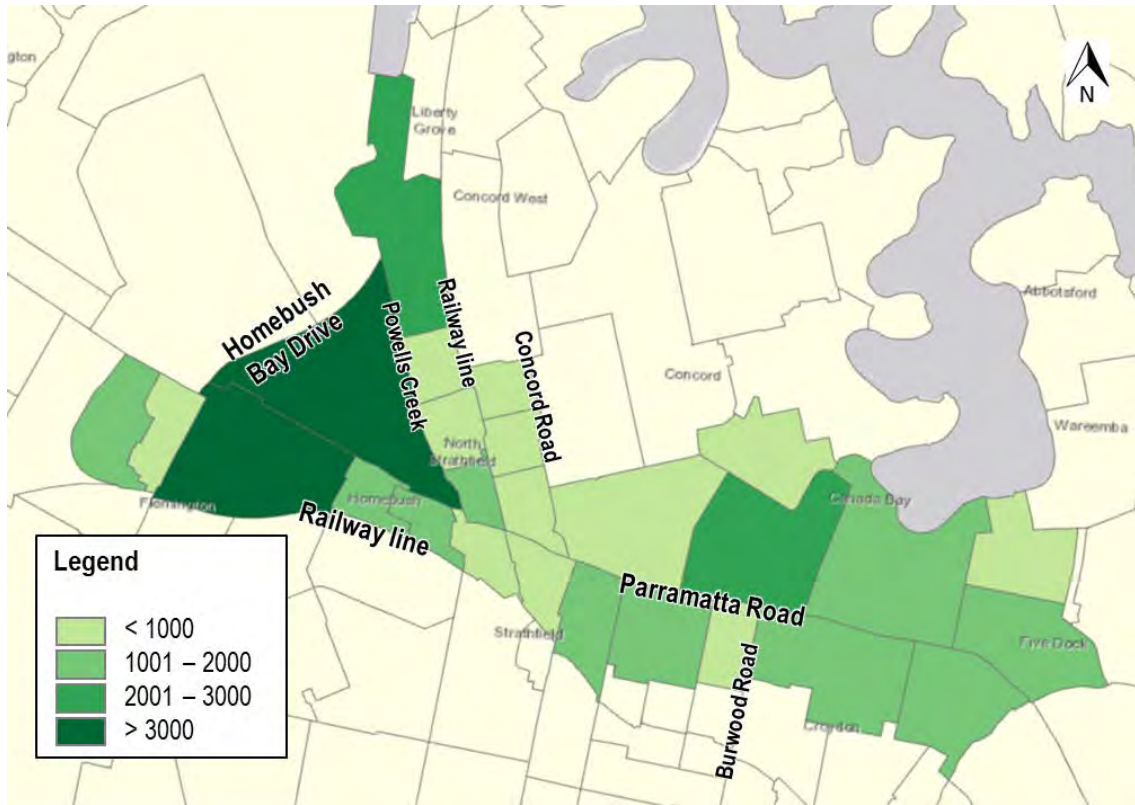 gton
N
Liberty
Grove
Concord West
Homebush
Bay Drive
Powells Creek
Railway line
Concord Road
Abbotsford
Concord
Wareemba
North
Strathfield
Flemington
Homebush
Canada Bay
Railway line
Parramatta Road
Strathfield
Five Dock
Burwood Road
Croydon
Legend
< 1000
1001 – 2000
2001 – 3000
> 3000